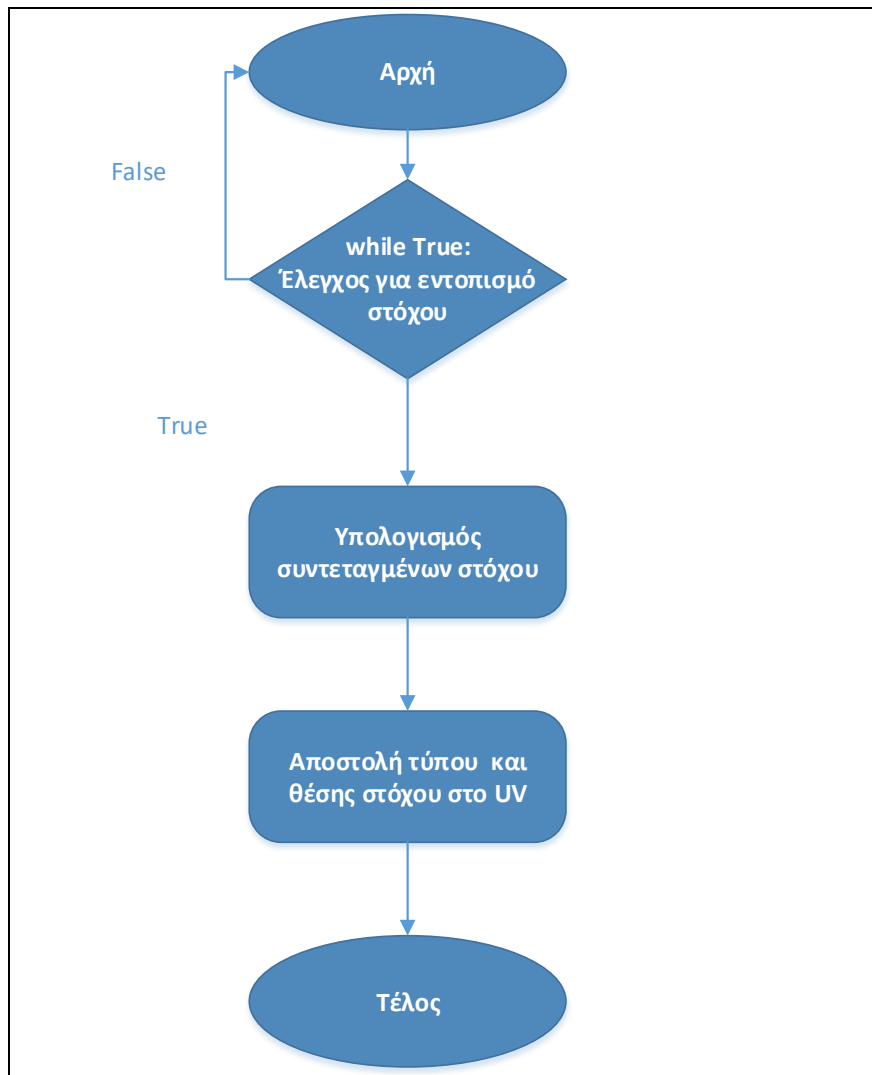 Αρχή
False
while True:
Έλεγχος για εντοπισμό
στόχου
True
Υπολογισμός
συντεταγμένων στόχου
Αποστολή τύπου και
θέσης στόχου στο UV
Τέλος